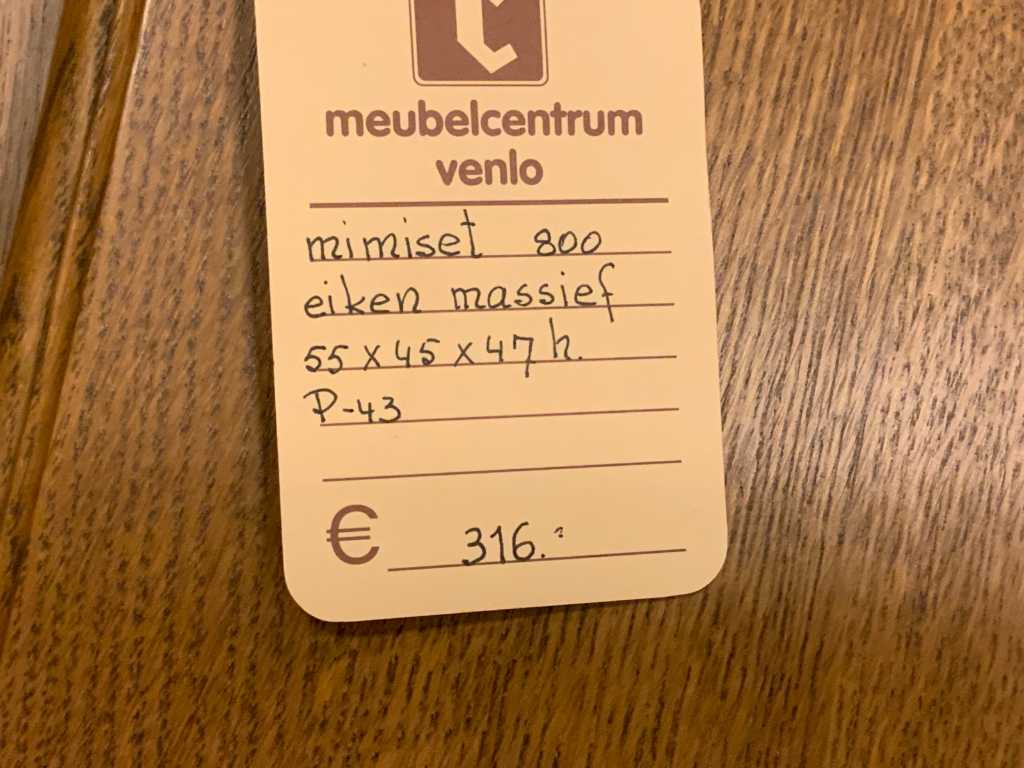 meubelcentrum
venlo
mimiset 800
eiken massief
55 x 45 x 47 h.
P-43
€ 316.-